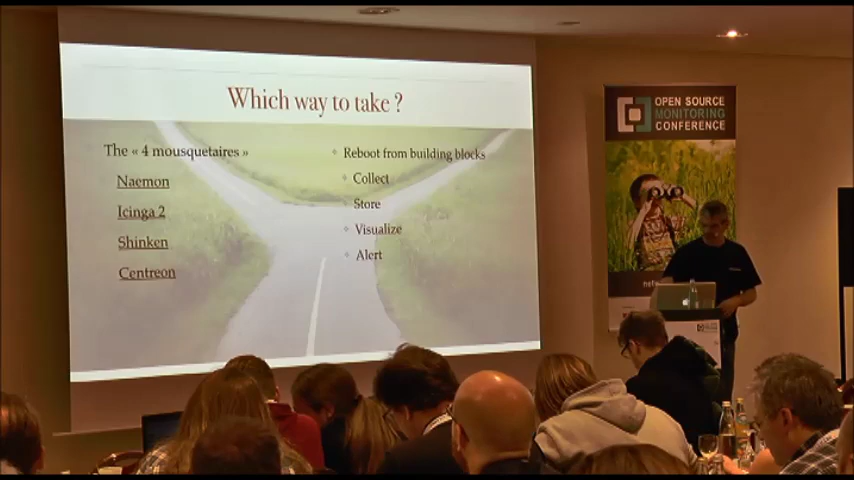 Which way to take ?
The « 4 mousquetaires »
Naemon
Icinga 2
Shinken
Centreon
Reboot from building blocks
Collect
Store
Visualize
Alert
OPEN SOURCE
MONITORING
CONFERENCE